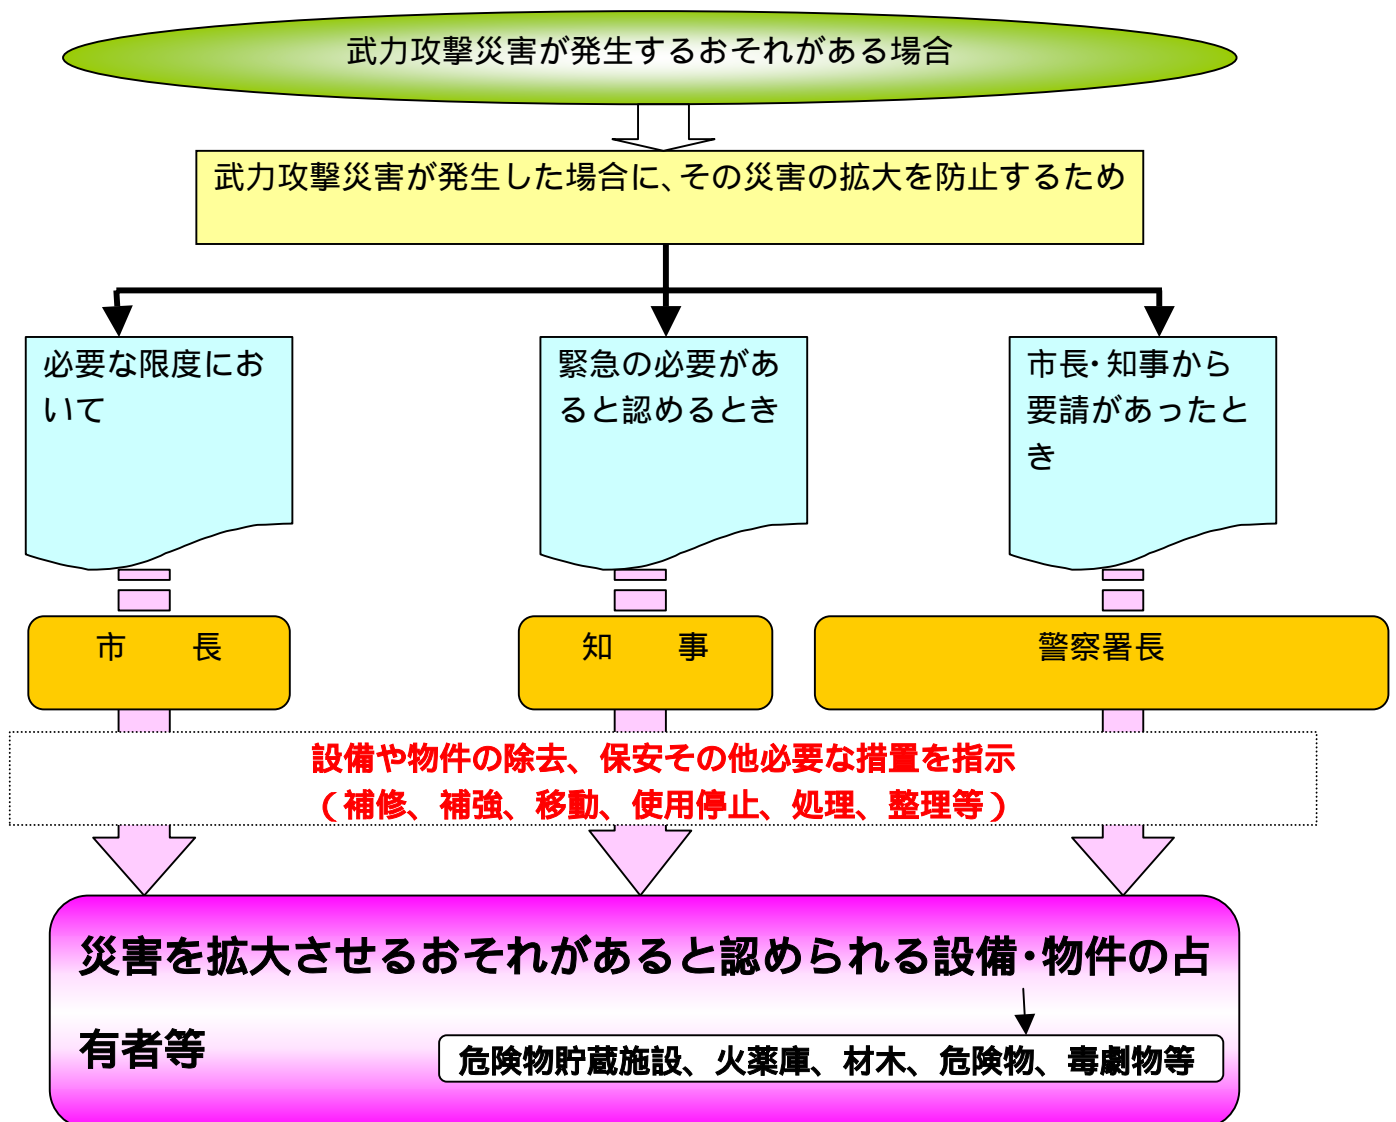 武力攻撃災害が発生するおそれがある場合
武力攻撃災害が発生した場合に、その災害の拡大を防止するため
必要な限度にお
いて
緊急の必要があ
ると認めるとき
市長・知事から
要請があったと
き
市　　長
知　　事
警察署長
設備や物件の除去、保安その他必要な措置を指示
（補修、補強、移動、使用停止、処理、整理等）
災害を拡大させるおそれがあると認められる設備・物件の占
有者等
危険物貯蔵施設、火薬庫、材木、危険物、毒劇物等